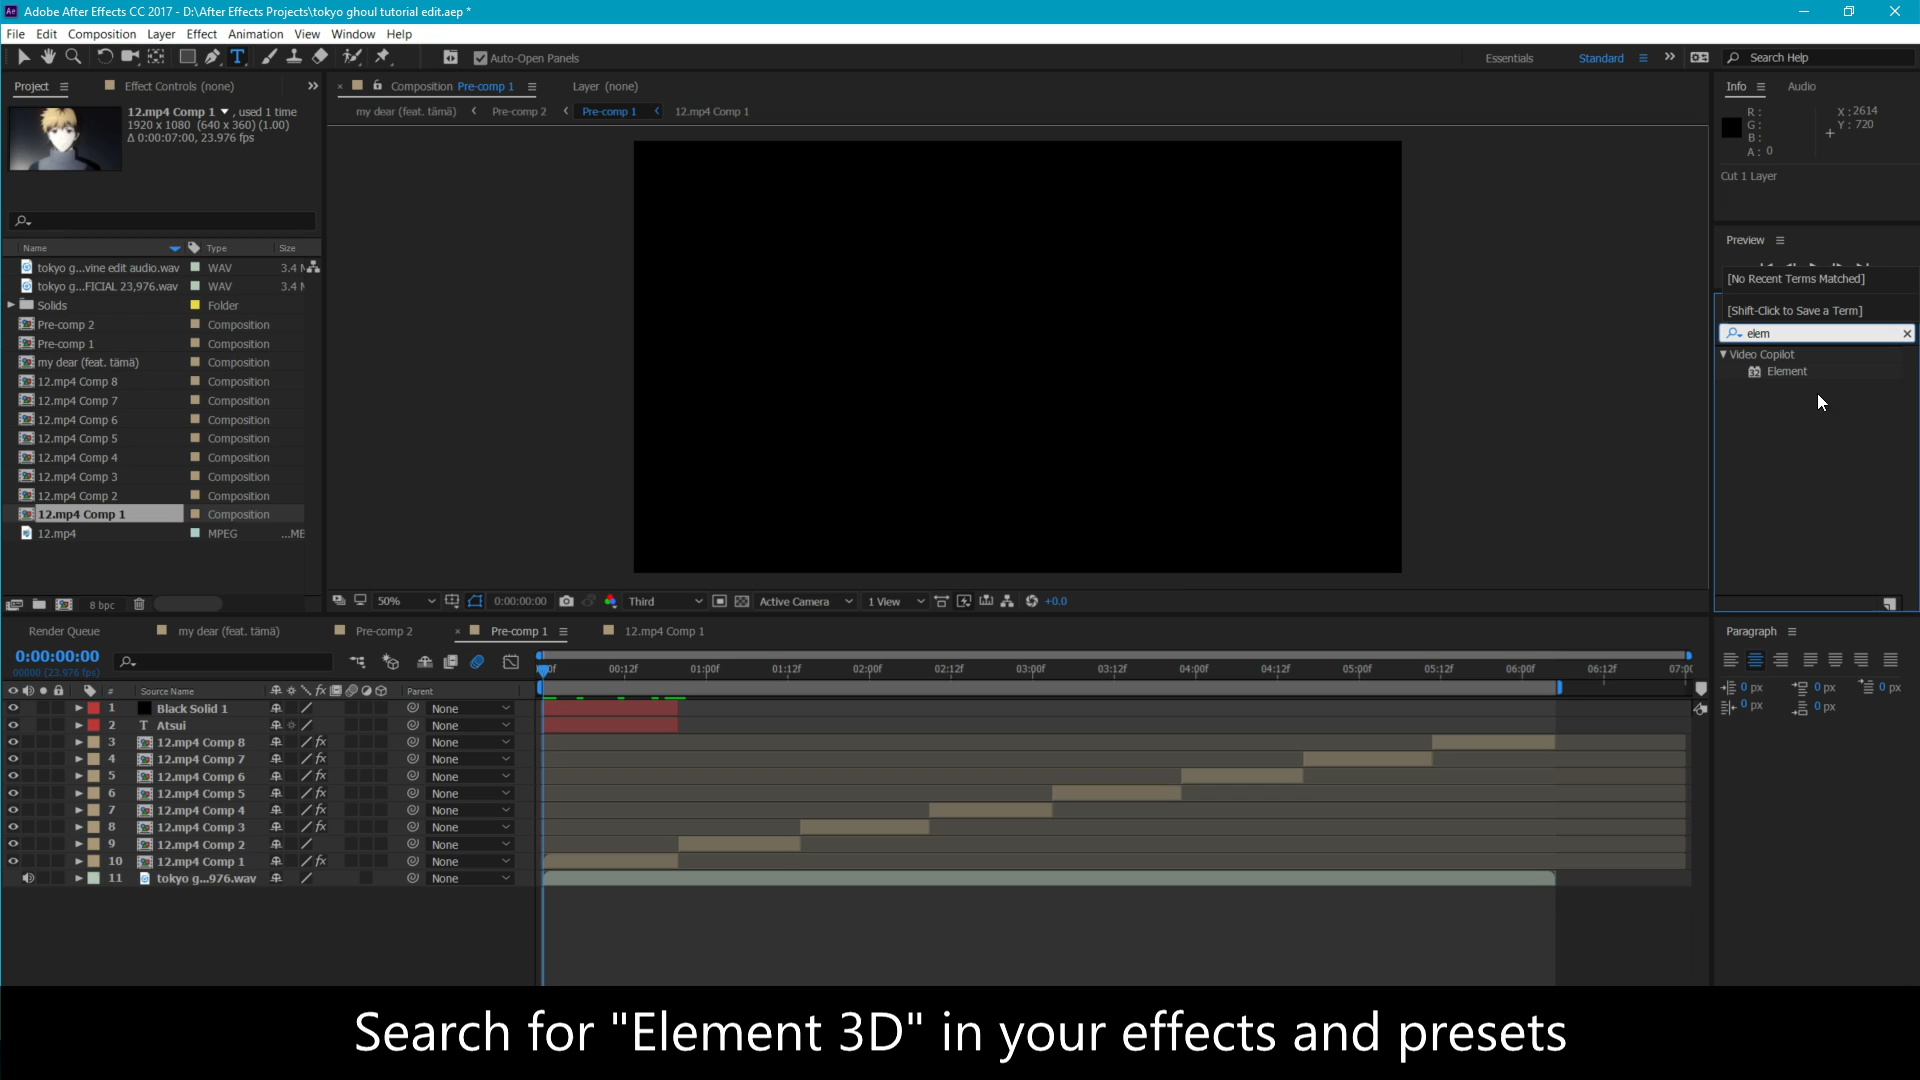 Adobe After Effects CC 2017 - D:\After Effects Projects\tokyo ghoul tutorial edit.aep *
File Edit Composition Layer Effect Animation View Window Help
Auto-Open Panels Essentials Standard Search Help
Project Effect Controls (none)
12.mp4 Comp 1 , used 1 time
1920 x 1080 (640 x 360) (1.00)
Δ 0:00:07:00, 23.976 fps
Name Type Size
tokyo g...vine edit audio.wav WAV 3.4 M
tokyo g...FICIAL 23,976.wav WAV 3.4 M
Solids Folder
Pre-comp 2 Composition
Pre-comp 1 Composition
my dear (feat. tämä) Composition
12.mp4 Comp 8 Composition
12.mp4 Comp 7 Composition
12.mp4 Comp 6 Composition
12.mp4 Comp 5 Composition
12.mp4 Comp 4 Composition
12.mp4 Comp 3 Composition
12.mp4 Comp 2 Composition
12.mp4 Comp 1 Composition
12.mp4 MPEG ...ME
8 bpc
Composition Pre-comp 1 Layer (none)
my dear (feat. tämä) Pre-comp 2 Pre-comp 1 12.mp4 Comp 1
50% 0:00:00:00 Third Active Camera 1 View +0.0
Info Audio
R :
G :
B :
A : 0
X : 2614
Y : 720
Cut 1 Layer
Preview
[No Recent Terms Matched]
[Shift-Click to Save a Term]
elem
Video Copilot
32 Element
Render Queue my dear (feat. tämä) Pre-comp 2 Pre-comp 1 12.mp4 Comp 1
0:00:00:00
00000 (23.976 fps)
00:12f 01:00f 01:12f 02:00f 02:12f 03:00f 03:12f 04:00f 04:12f 05:00f 05:12f 06:00f 06:12f 07:00
# Source Name fx Parent
1 Black Solid 1 None
2 T Atsui None
3 12.mp4 Comp 8 fx None
4 12.mp4 Comp 7 fx None
5 12.mp4 Comp 6 fx None
6 12.mp4 Comp 5 fx None
7 12.mp4 Comp 4 fx None
8 12.mp4 Comp 3 fx None
9 12.mp4 Comp 2 None
10 12.mp4 Comp 1 fx None
11 tokyo g...976.wav None
Paragraph
0 px 0 px 0 px
0 px 0 px
Search for "Element 3D" in your effects and presets